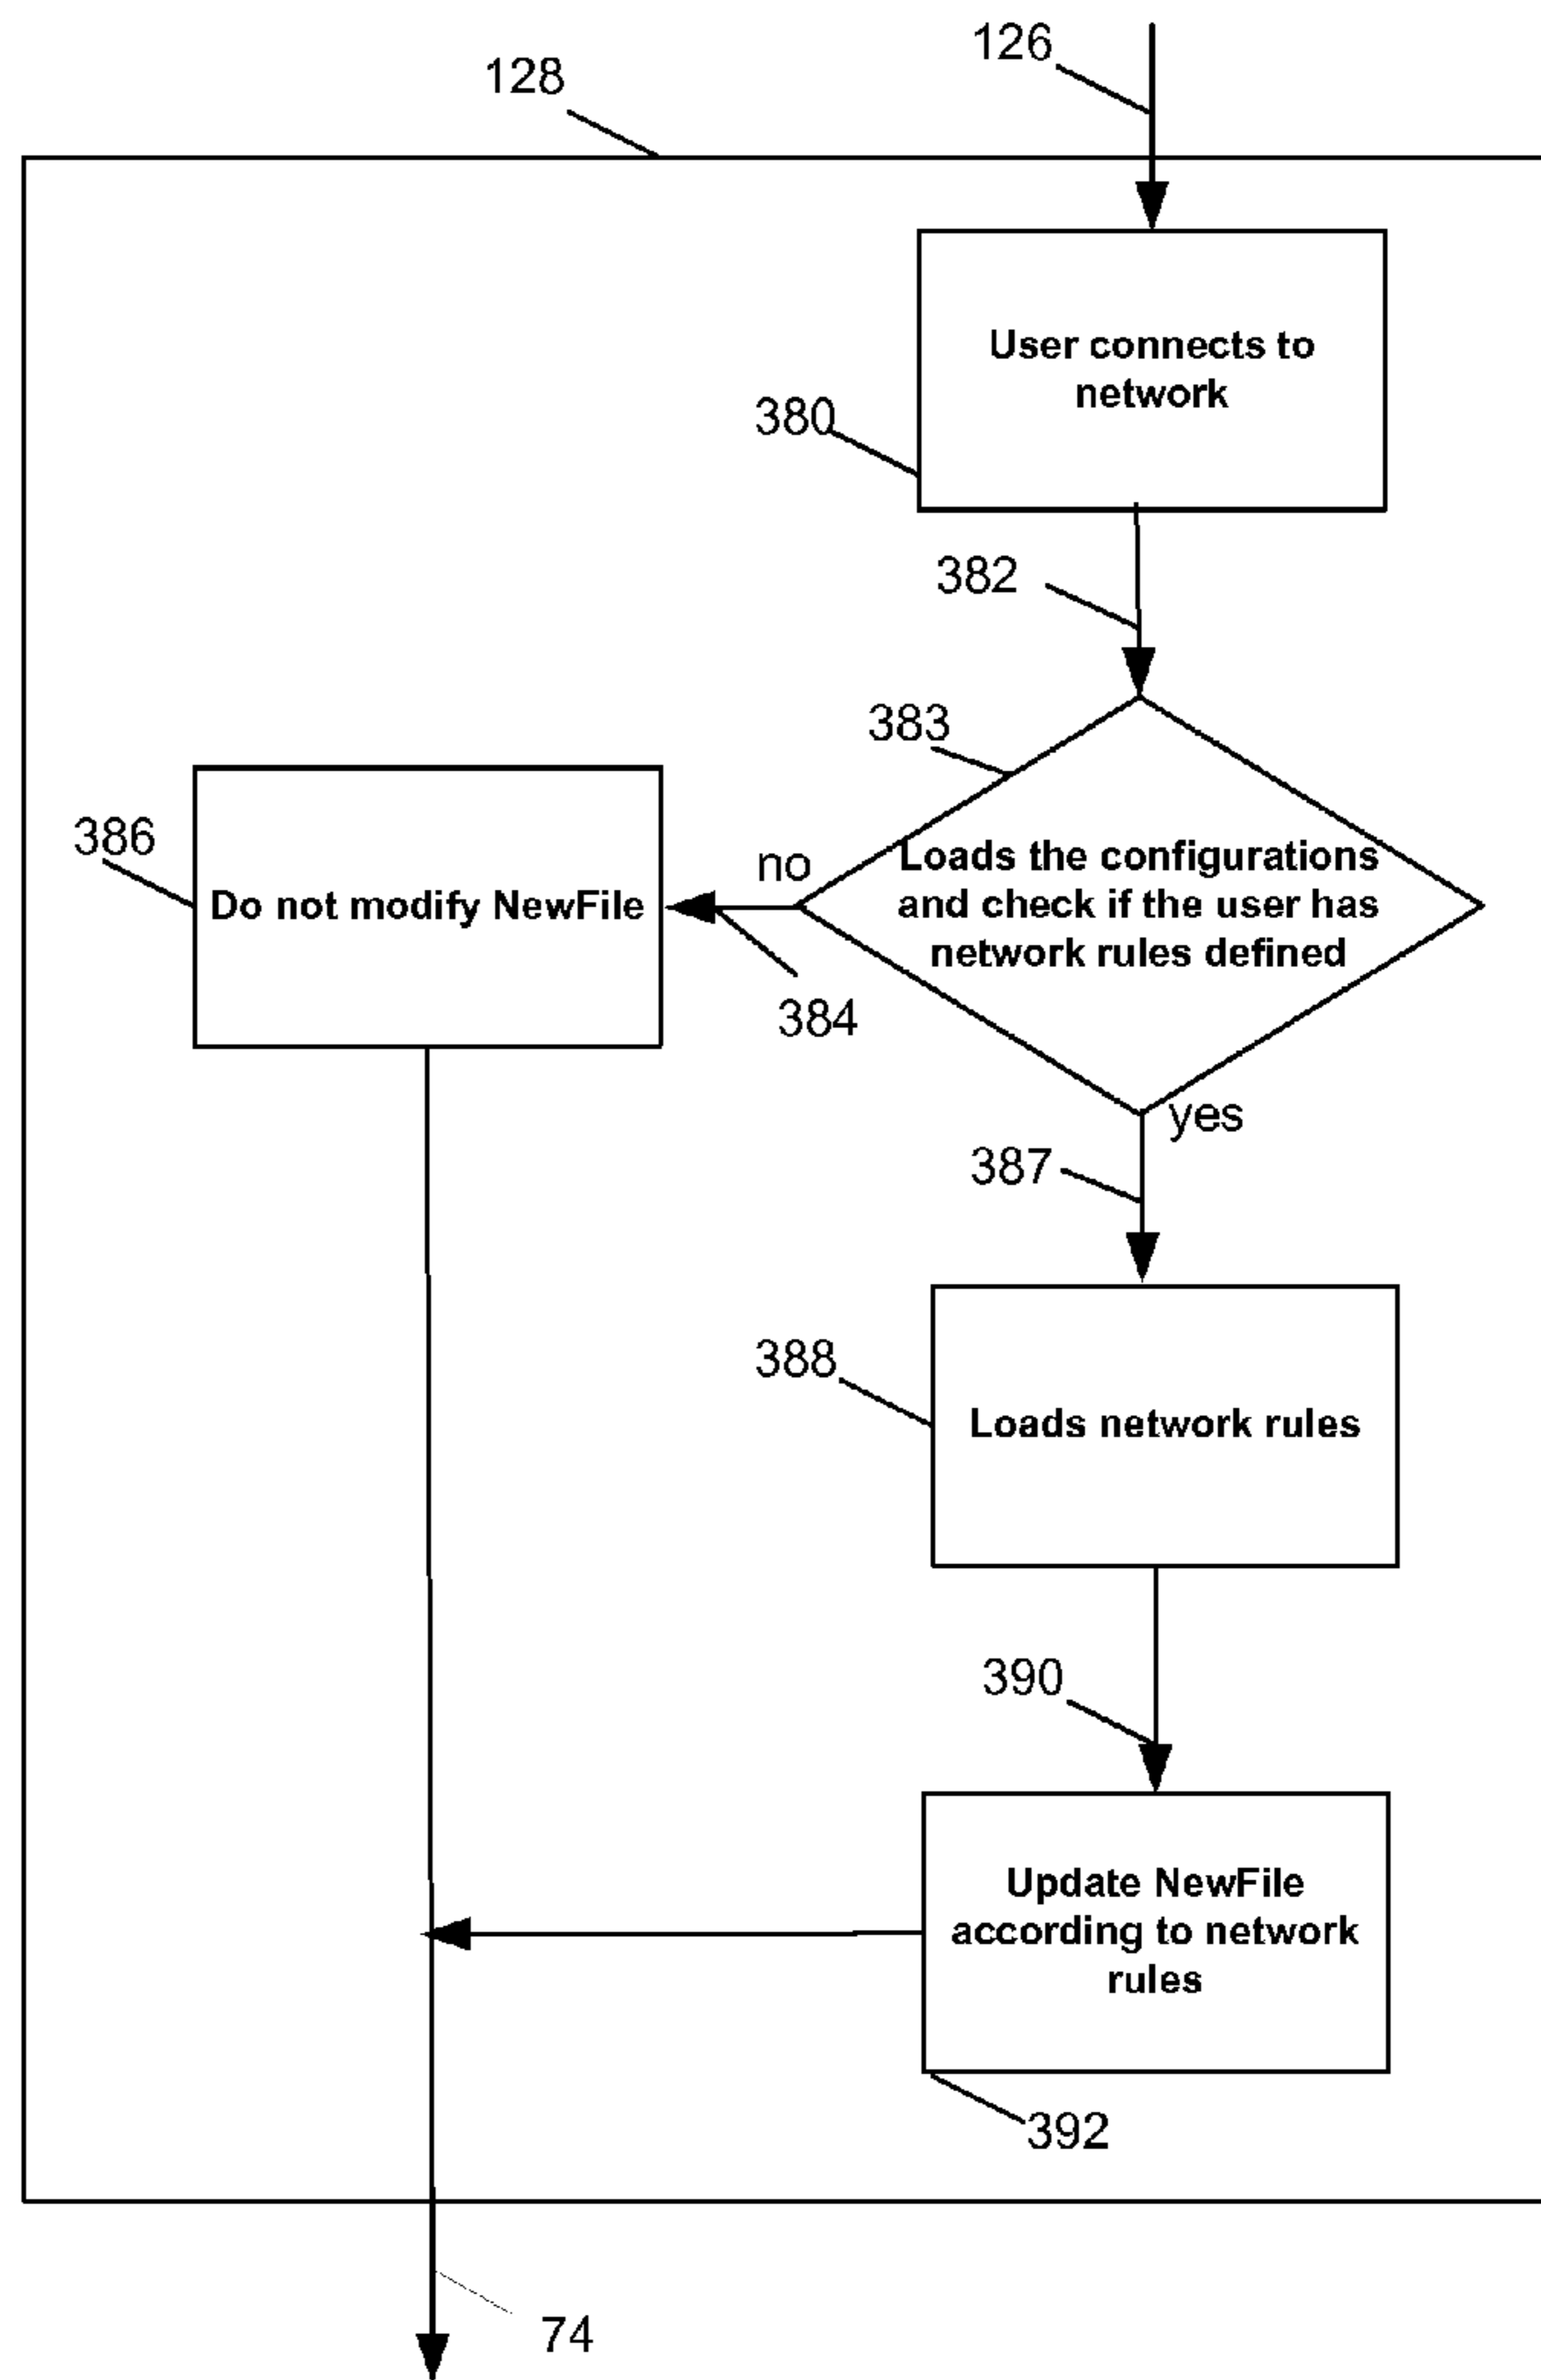 126
128
User connects to
network
380
382
383
Loads the configurations
and check if the user has
network rules defined
no
386
Do not modify NewFile
384
yes
387
388
Loads network rules
390
Update NewFile
according to network
rules
392
74